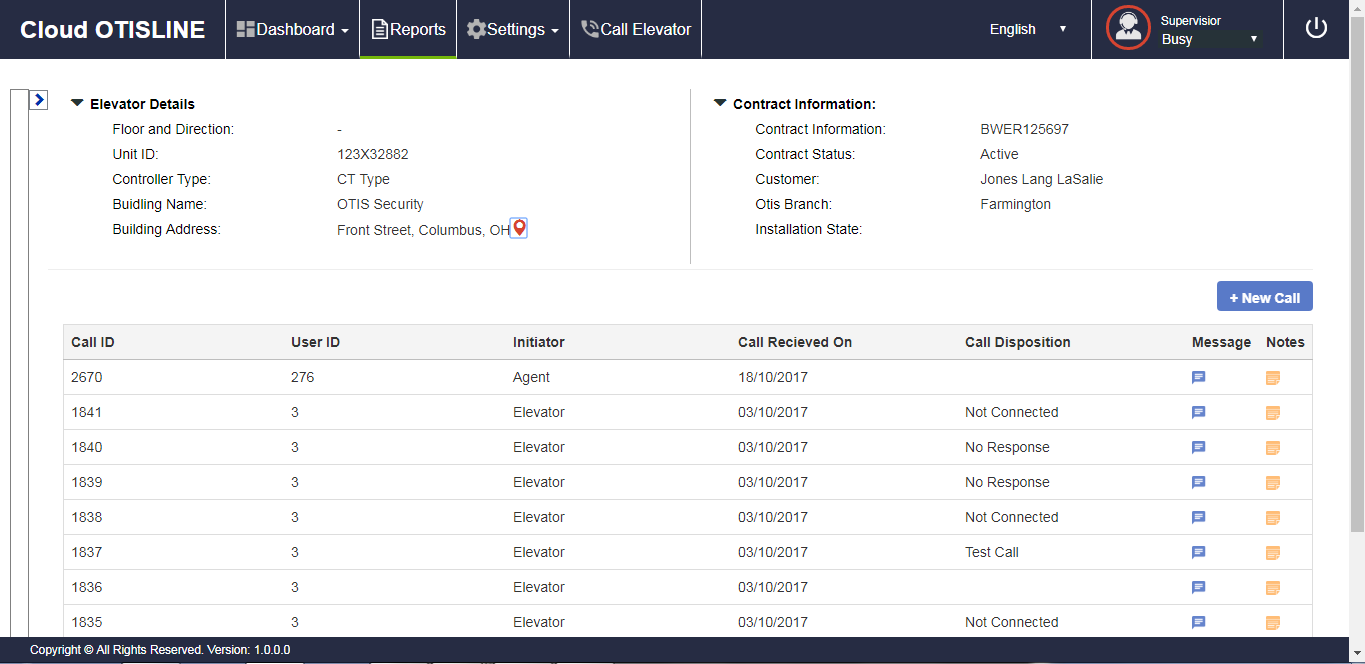 Cloud OTISLINE Dashboard Reports Settings Call Elevator English Supervisior
Busy
Elevator Details
Floor and Direction: -
Unit ID: 123X32882
Controller Type: CT Type
Buidling Name: OTIS Security
Building Address: Front Street, Columbus, OH
Contract Information:
Contract Information: BWER125697
Contract Status: Active
Customer: Jones Lang LaSalie
Otis Branch: Farmington
Installation State:
+ New Call
Call ID User ID Initiator Call Recieved On Call Disposition Message Notes
2670 276 Agent 18/10/2017
1841 3 Elevator 03/10/2017 Not Connected
1840 3 Elevator 03/10/2017 No Response
1839 3 Elevator 03/10/2017 No Response
1838 3 Elevator 03/10/2017 Not Connected
1837 3 Elevator 03/10/2017 Test Call
1836 3 Elevator 03/10/2017
1835 3 Elevator 03/10/2017 Not Connected
Copyright © All Rights Reserved. Version: 1.0.0.0